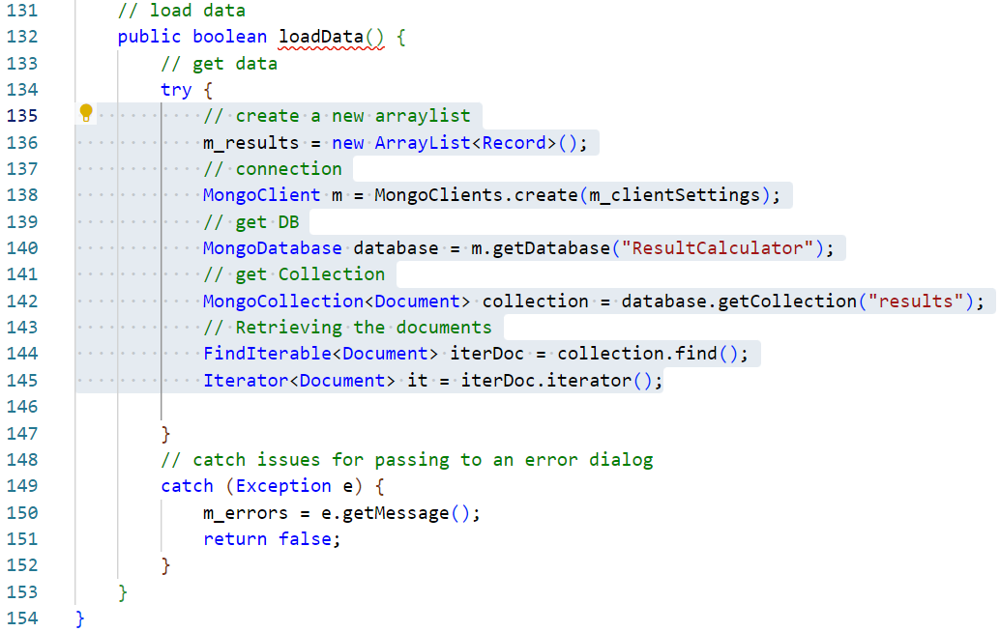 131 // load data
132 public boolean loadData() {
133 // get data
134 try {
135 // create a new arraylist
136 m_results = new ArrayList<Record>();
137 // connection
138 MongoClient m = MongoClients.create(m_clientSettings);
139 // get DB
140 MongoDatabase database = m.getDatabase("ResultCalculator");
141 // get Collection
142 MongoCollection<Document> collection = database.getCollection("results");
143 // Retrieving the documents
144 FindIterable<Document> iterDoc = collection.find();
145 Iterator<Document> it = iterDoc.iterator();
146
147 }
148 // catch issues for passing to an error dialog
149 catch (Exception e) {
150 m_errors = e.getMessage();
151 return false;
152 }
153 }
154 }